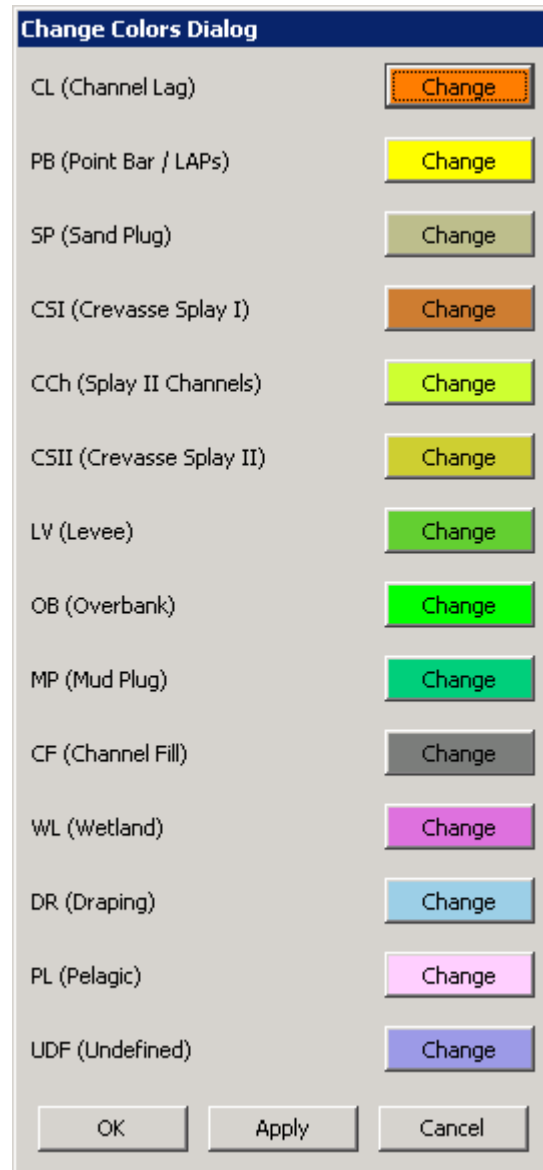 Change Colors Dialog
CL (Channel Lag) Change
PB (Point Bar / LAPs) Change
SP (Sand Plug) Change
CSI (Crevasse Splay I) Change
CCh (Splay II Channels) Change
CSII (Crevasse Splay II) Change
LV (Levee) Change
OB (Overbank) Change
MP (Mud Plug) Change
CF (Channel Fill) Change
WL (Wetland) Change
DR (Draping) Change
PL (Pelagic) Change
UDF (Undefined) Change
OK Apply Cancel